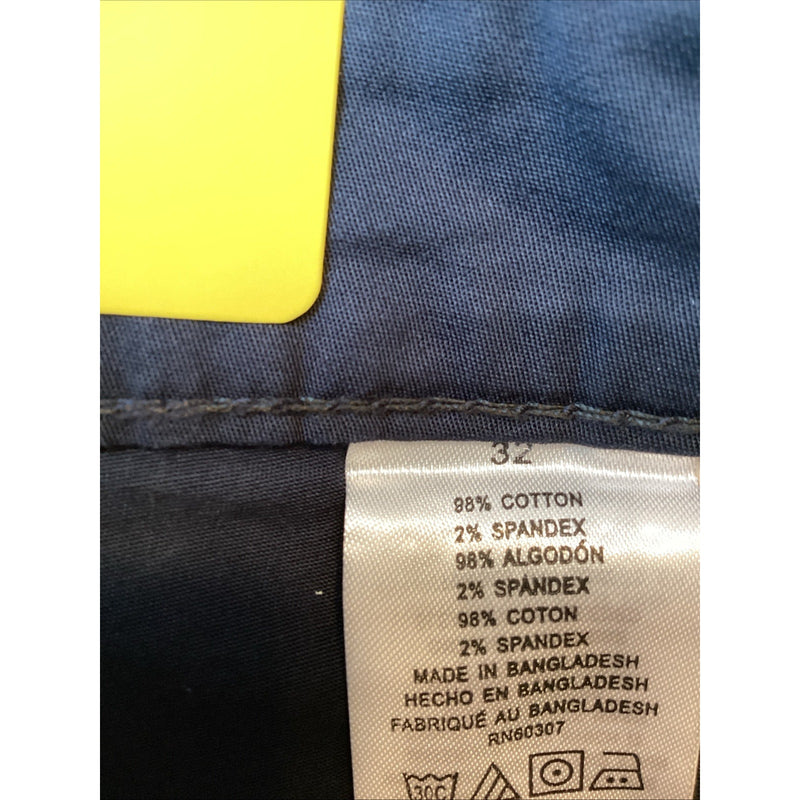 32
98% COTTON
2% SPANDEX
98% ALGODÓN
2% SPANDEX
98% COTON
2% SPANDEX
MADE IN BANGLADESH
HECHO EN BANGLADESH
FABRIQUÉ AU BANGLADESH
RN60307
30C